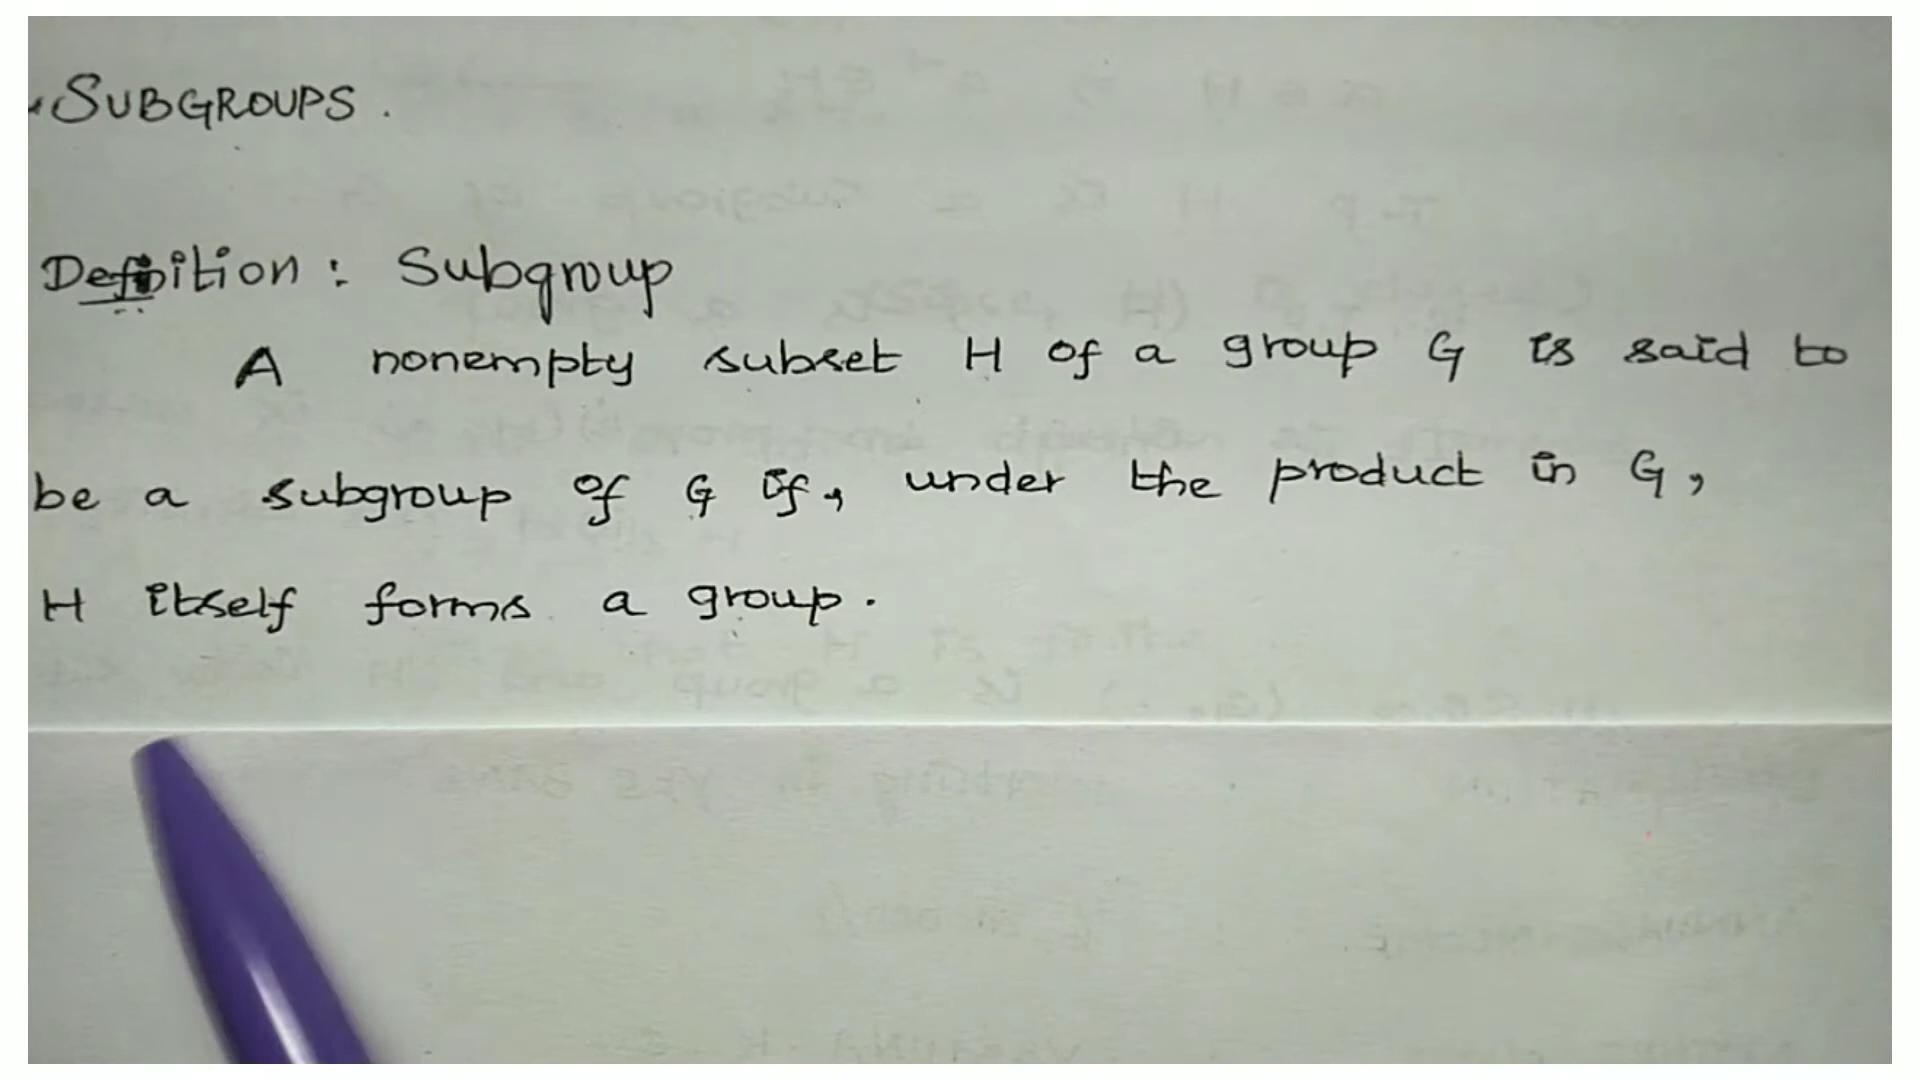 SUBGROUPS.
Definition: Subgroup
A nonempty subset H of a group G is said to
be a subgroup of G if, under the product in G,
H itself forms a group.